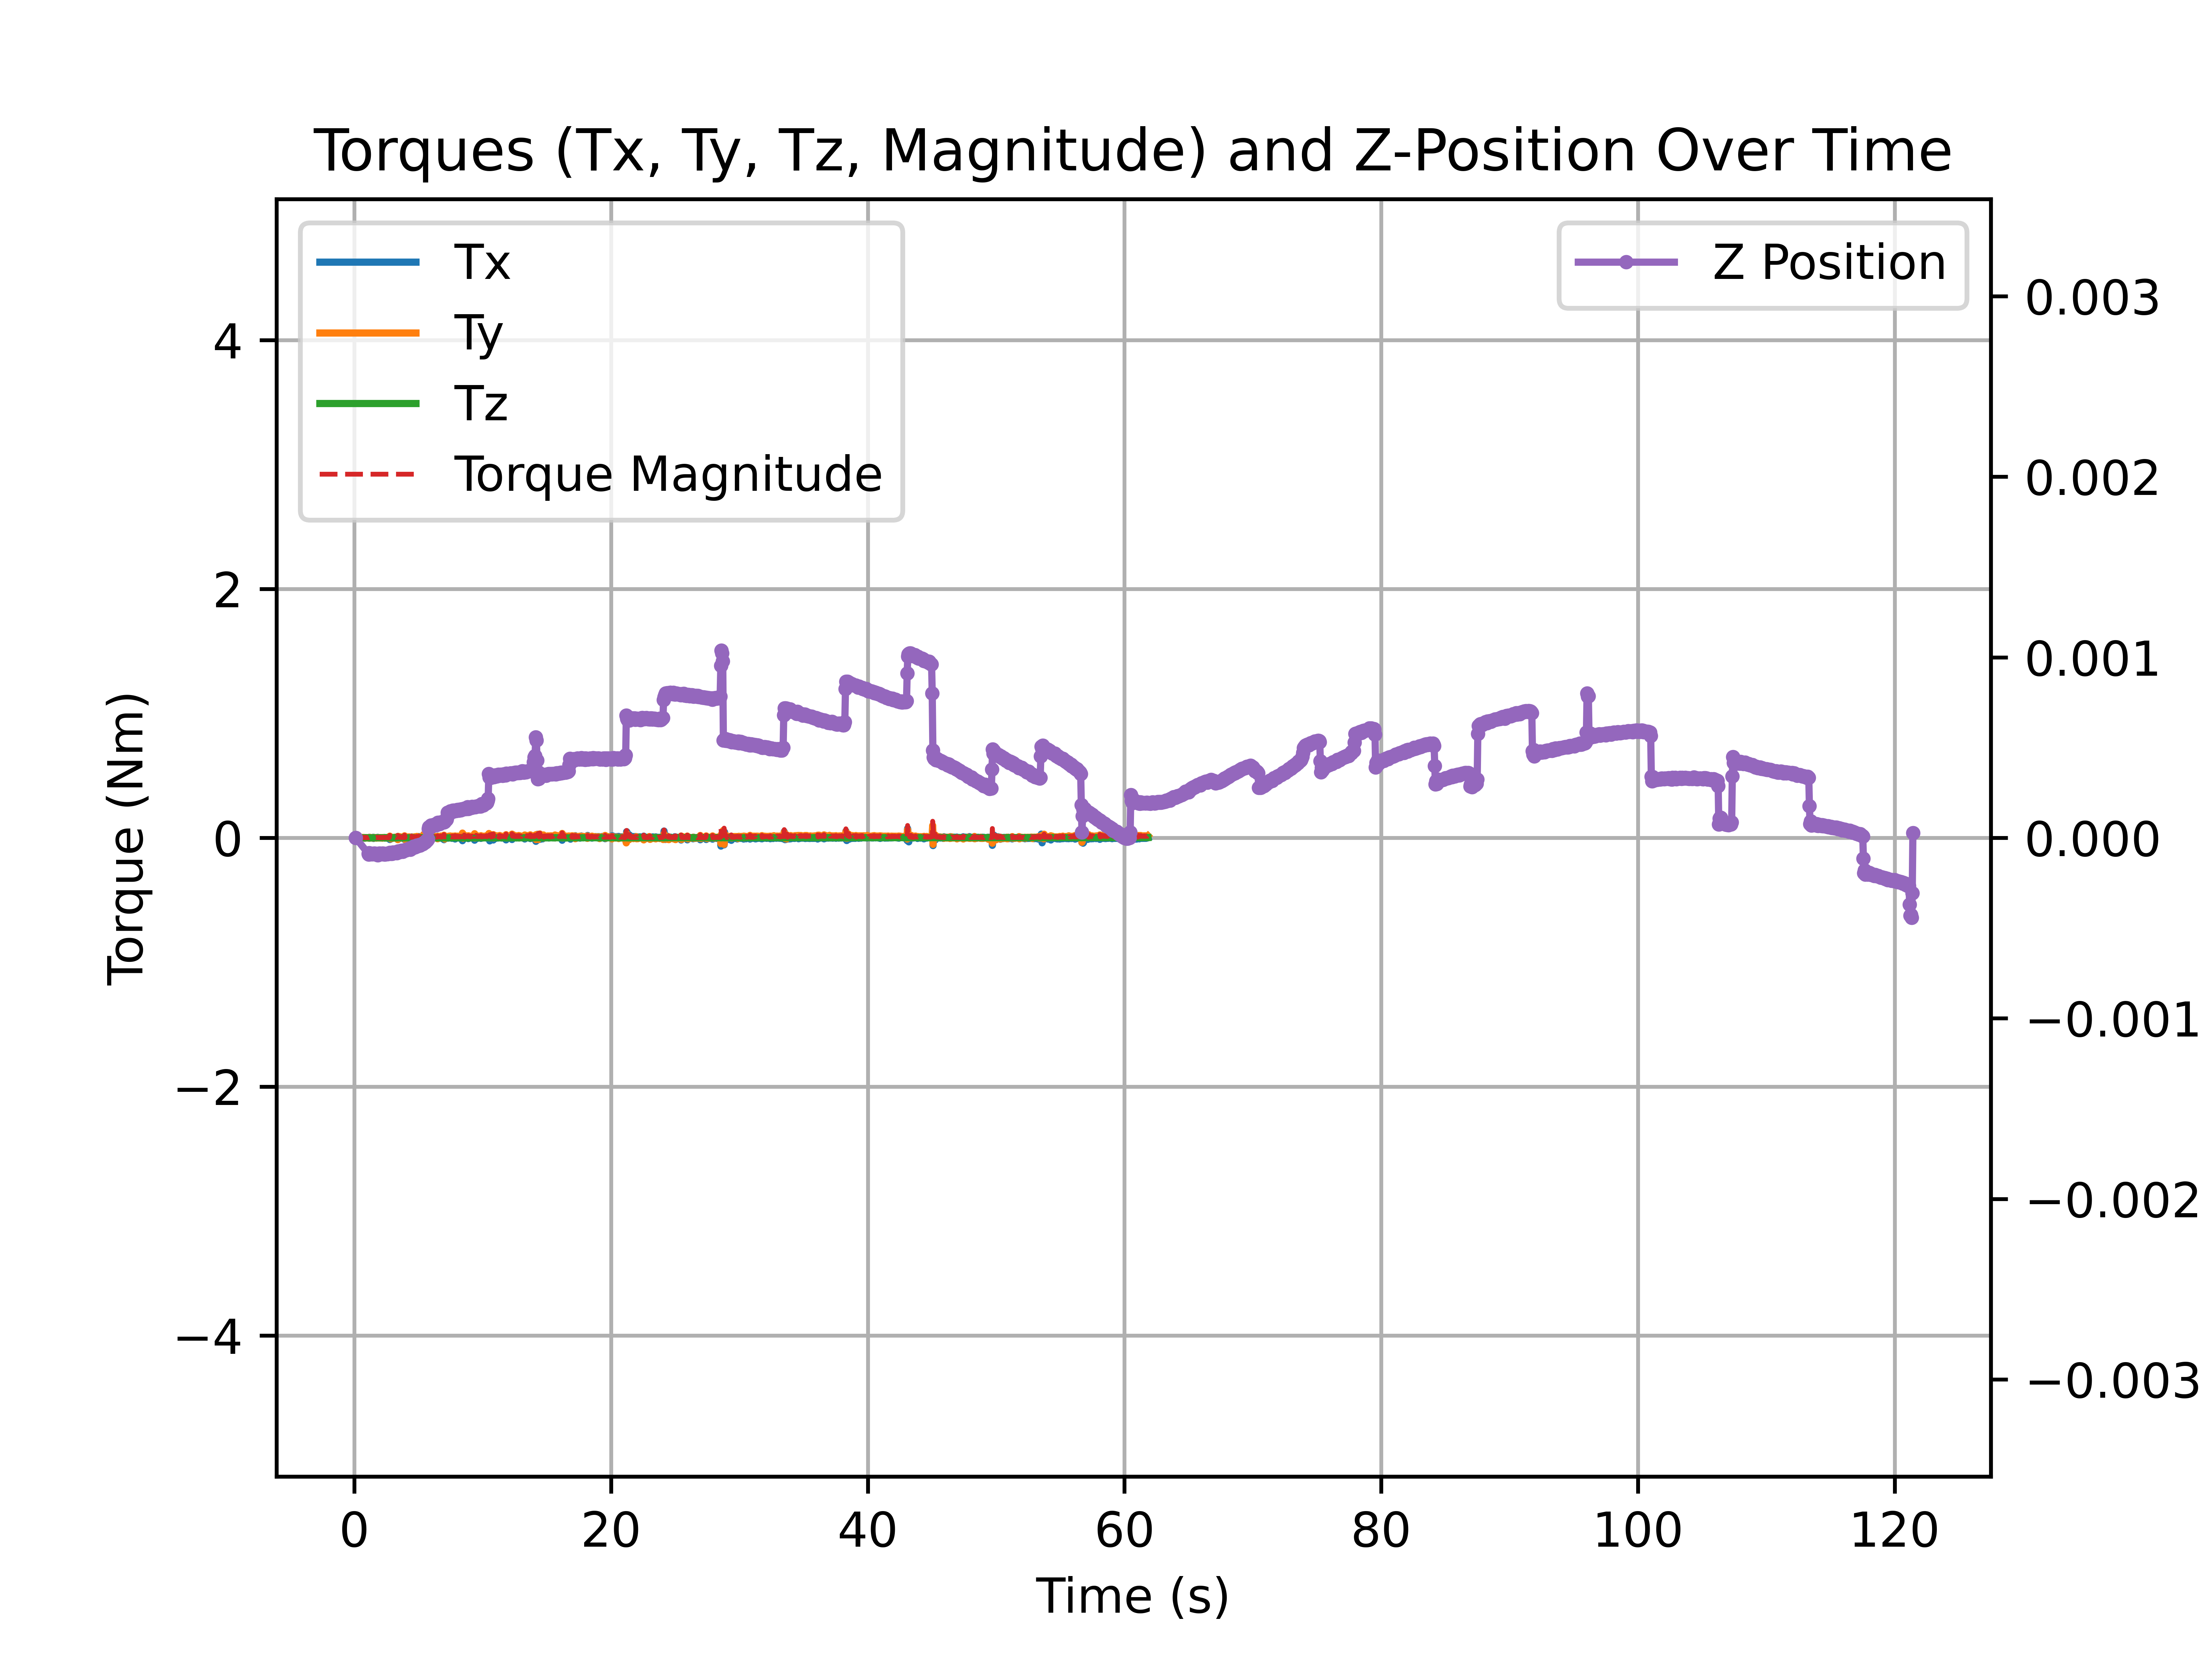 Torques (Tx, Ty, Tz, Magnitude) and Z-Position Over Time
Tx
Ty
Tz
Torque Magnitude
Z Position
Torque (Nm)
4
2
0
−2
−4
0.003
0.002
0.001
0.000
−0.001
−0.002
−0.003
0 20 40 60 80 100 120
Time (s)